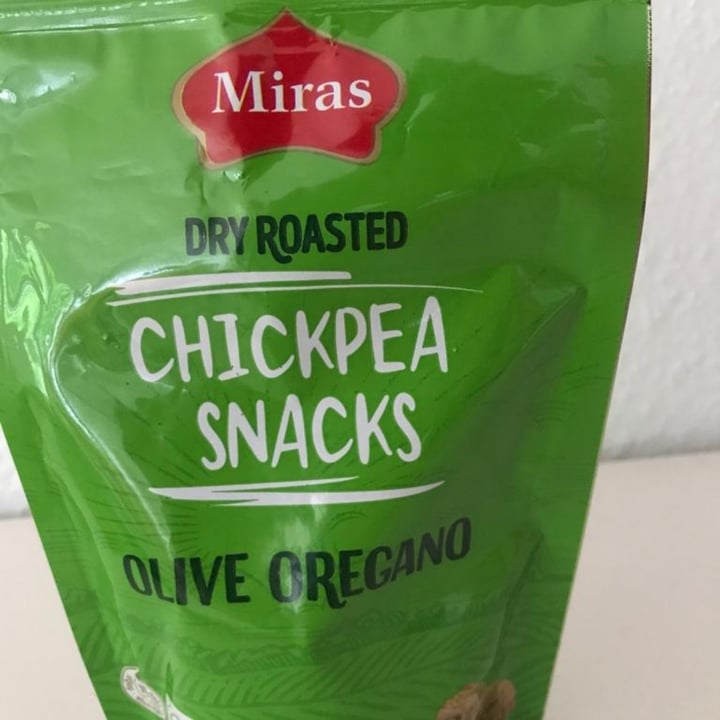 Miras
DRY ROASTED
CHICKPEA
SNACKS
OLIVE OREGANO